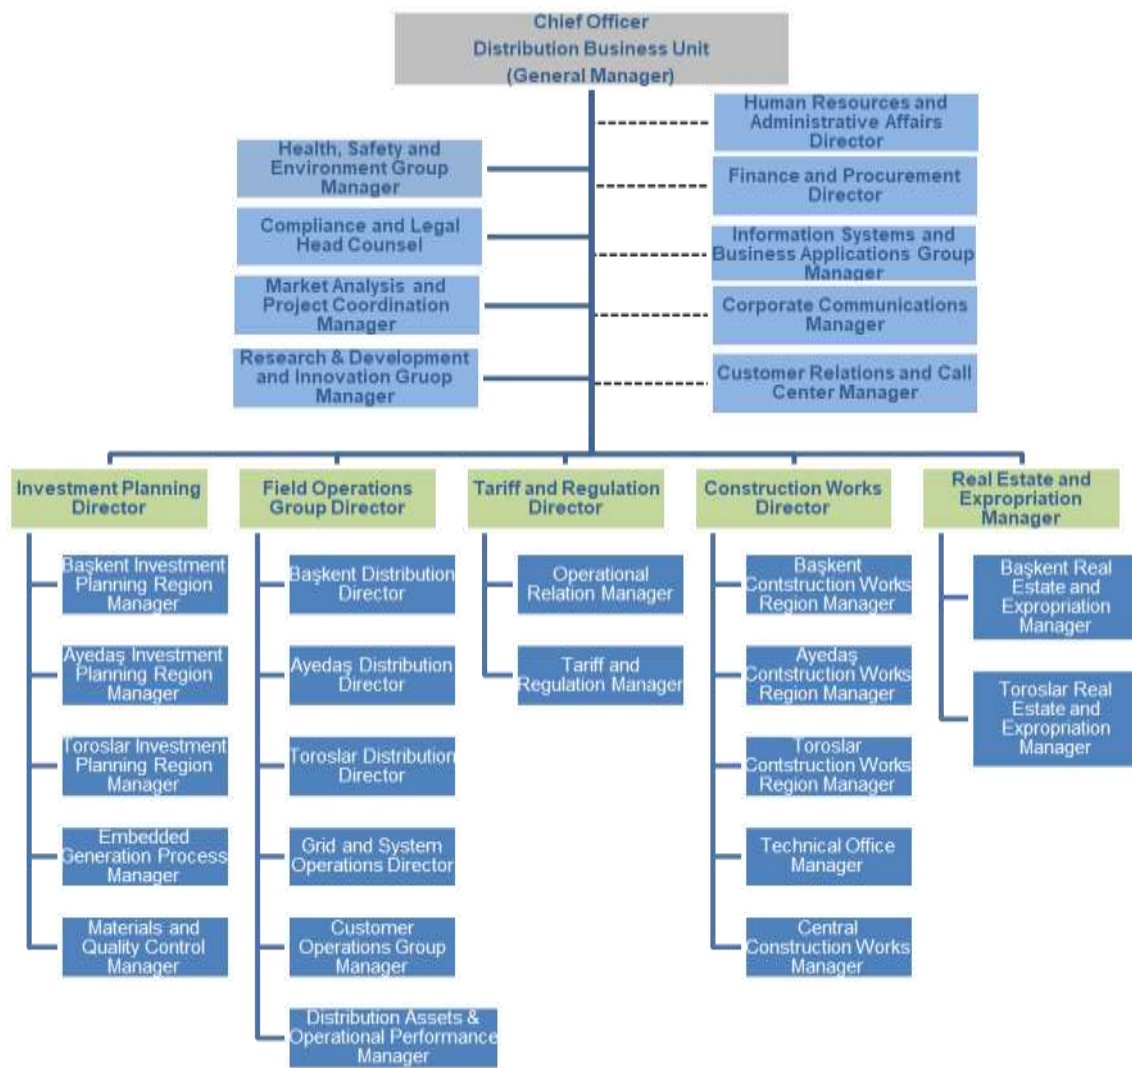 Chief Officer
Distribution Business Unit
(General Manager)
Human Resources and
Administrative Affairs
Director
Health, Safety and
Environment Group
Manager
Finance and Procurement
Director
Compliance and Legal
Head Counsel
Information Systems and
Business Applications Group
Manager
Market Analysis and
Project Coordination
Manager
Corporate Communications
Manager
Research & Development
and Innovation Gruop
Manager
Customer Relations and Call
Center Manager
Investment Planning
Director
Field Operations
Group Director
Tariff and Regulation
Director
Construction Works
Director
Real Estate and
Expropriation
Manager
Başkent Investment
Planning Region
Manager
Ayedaş Investment
Planning Region
Manager
Toroslar Investment
Planning Region
Manager
Embedded
Generation Process
Manager
Materials and
Quality Control
Manager
Başkent Distribution
Director
Ayedaş Distribution
Director
Toroslar Distribution
Director
Grid and System
Operations Director
Customer
Operations Group
Manager
Distribution Assets &
Operational Performance
Manager
Operational
Relation Manager
Tariff and
Regulation Manager
Başkent
Contstruction Works
Region Manager
Ayedaş
Contstruction Works
Region Manager
Toroslar
Contstruction Works
Region Manager
Technical Office
Manager
Central
Construction Works
Manager
Başkent Real
Estate and
Expropriation
Manager
Toroslar Real
Estate and
Expropriation
Manager